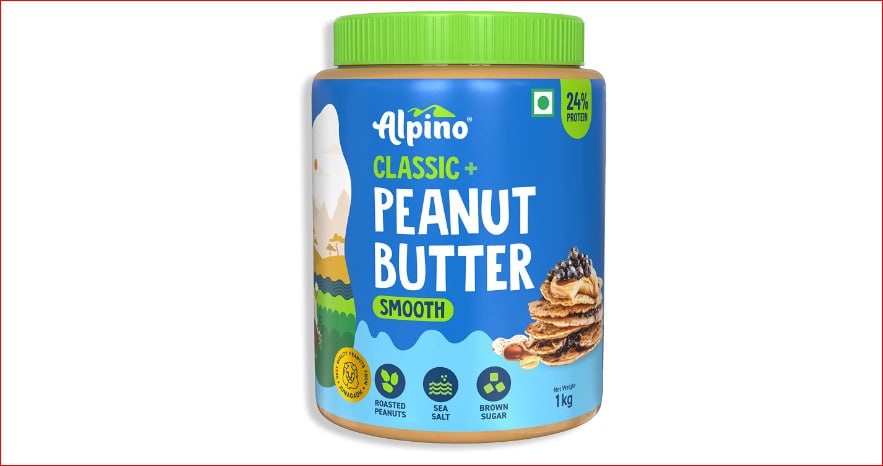 Alpino®
24%
PROTEIN
CLASSIC +
PEANUT
BUTTER
SMOOTH
ROASTED
PEANUTS
SEA
SALT
BROWN
SUGAR
Net Weight
1kg